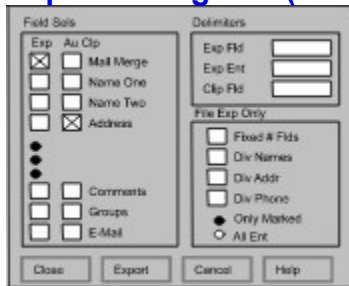 Field Sels
Exp Au Clp
Mail Merge
Name One
Name Two
Address
Comments
Groups
E-Mail
Delimiters
Exp Fld
Exp Ent
Clip Fld
File Exp Only
Fixed # Flds
Div Names
Div Addr
Div Phone
Only Marked
All Ent
Close
Export
Cancel
Help